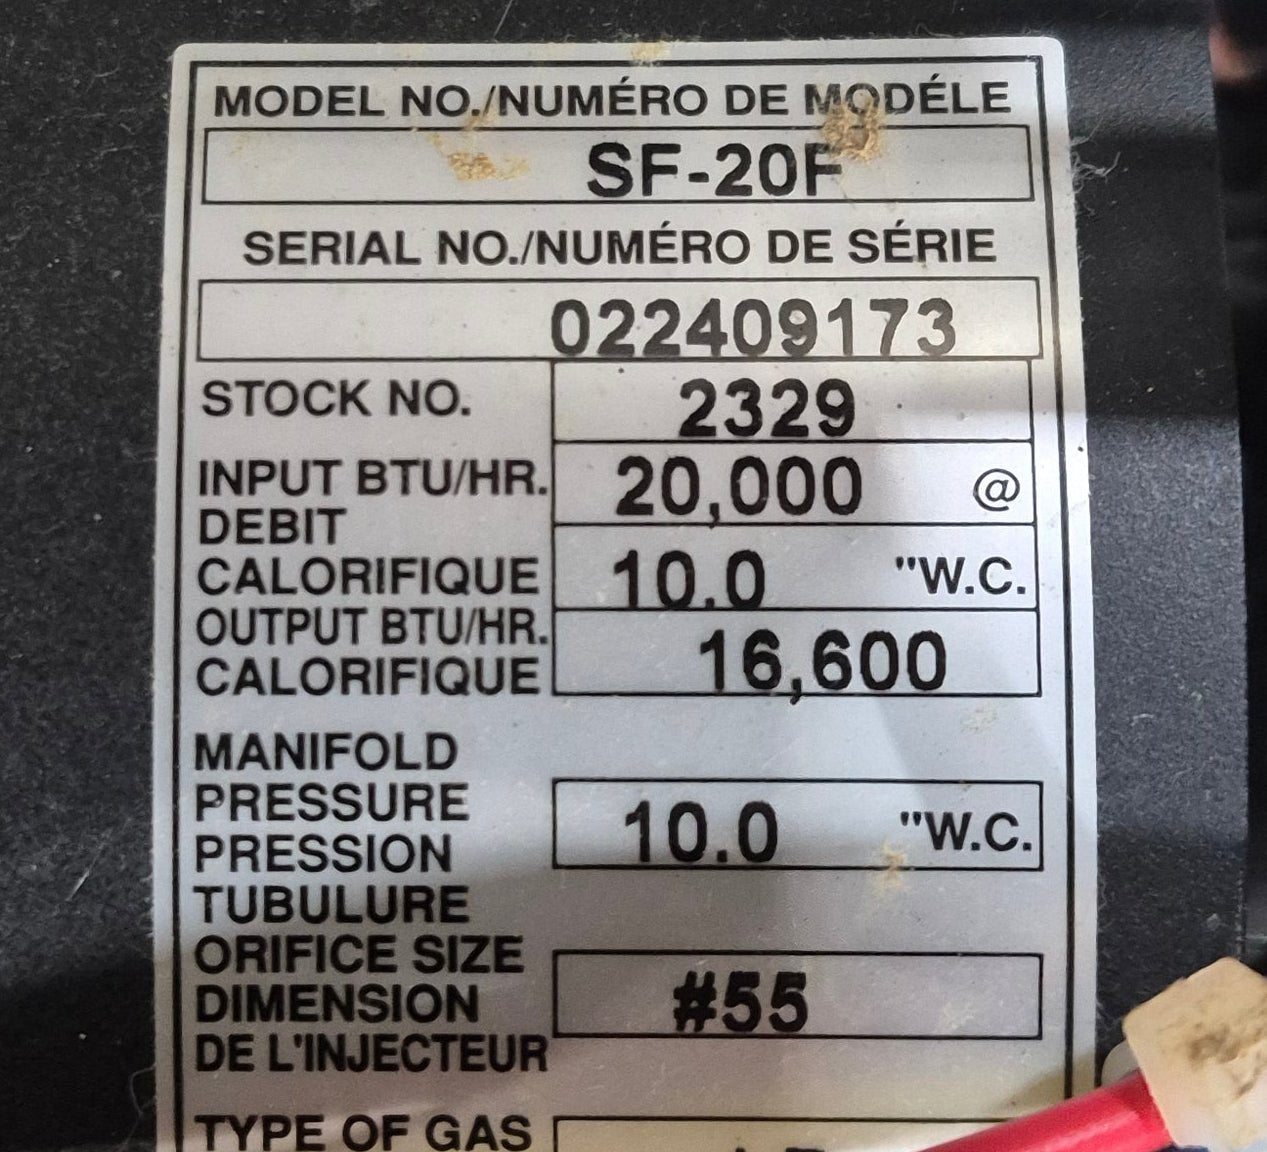 MODEL NO./NUMÉRO DE MODÉLE
SF-20F
SERIAL NO./NUMÉRO DE SÉRIE
022409173
STOCK NO. 2329
INPUT BTU/HR. 20,000 @
DEBIT
CALORIFIQUE 10.0 "W.C.
OUTPUT BTU/HR. 16,600
CALORIFIQUE
MANIFOLD
PRESSURE 10.0 "W.C.
PRESSION
TUBULURE
ORIFICE SIZE
DIMENSION #55
DE L'INJECTEUR
TYPE OF GAS